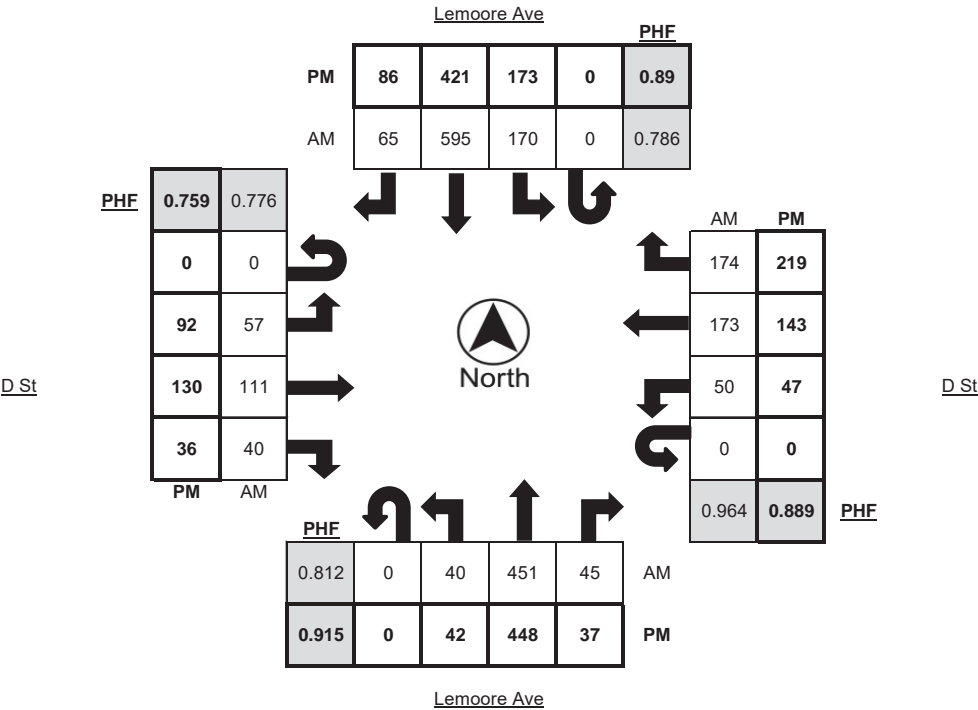 Lemoore Ave
PHF
PM 86 421 173 0 0.89
AM 65 595 170 0 0.786
PHF 0.759 0.776
AM PM
0 0
174 219
92 57
173 143
North
D St
130 111
50 47
D St
36 40
0 0
PM AM
0.964 0.889 PHF
PHF
0.812 0 40 451 45 AM
0.915 0 42 448 37 PM
Lemoore Ave